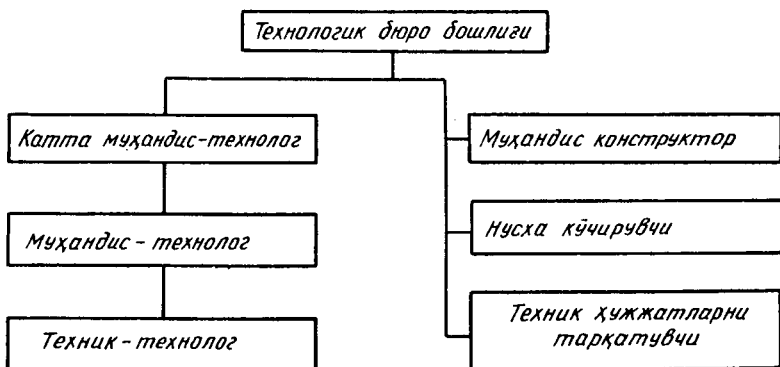 Технологик бюро бошлиғи
Катта муҳандис-технолог
Муҳандис-технолог
Техник-технолог
Муҳандис конструктор
Нусха кўчирувчи
Техник ҳужжатларни
тарқатувчи